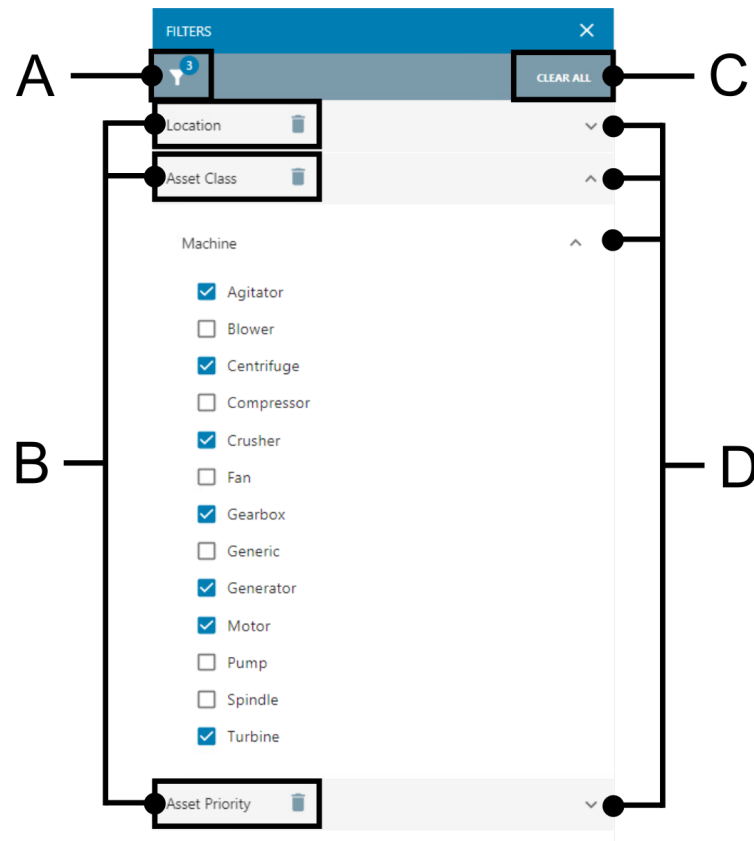 FILTERS
A
3
CLEAR ALL
C
Location
Asset Class
Machine
Agitator
Blower
Centrifuge
Compressor
Crusher
B
Fan
D
Gearbox
Generic
Generator
Motor
Pump
Spindle
Turbine
Asset Priority